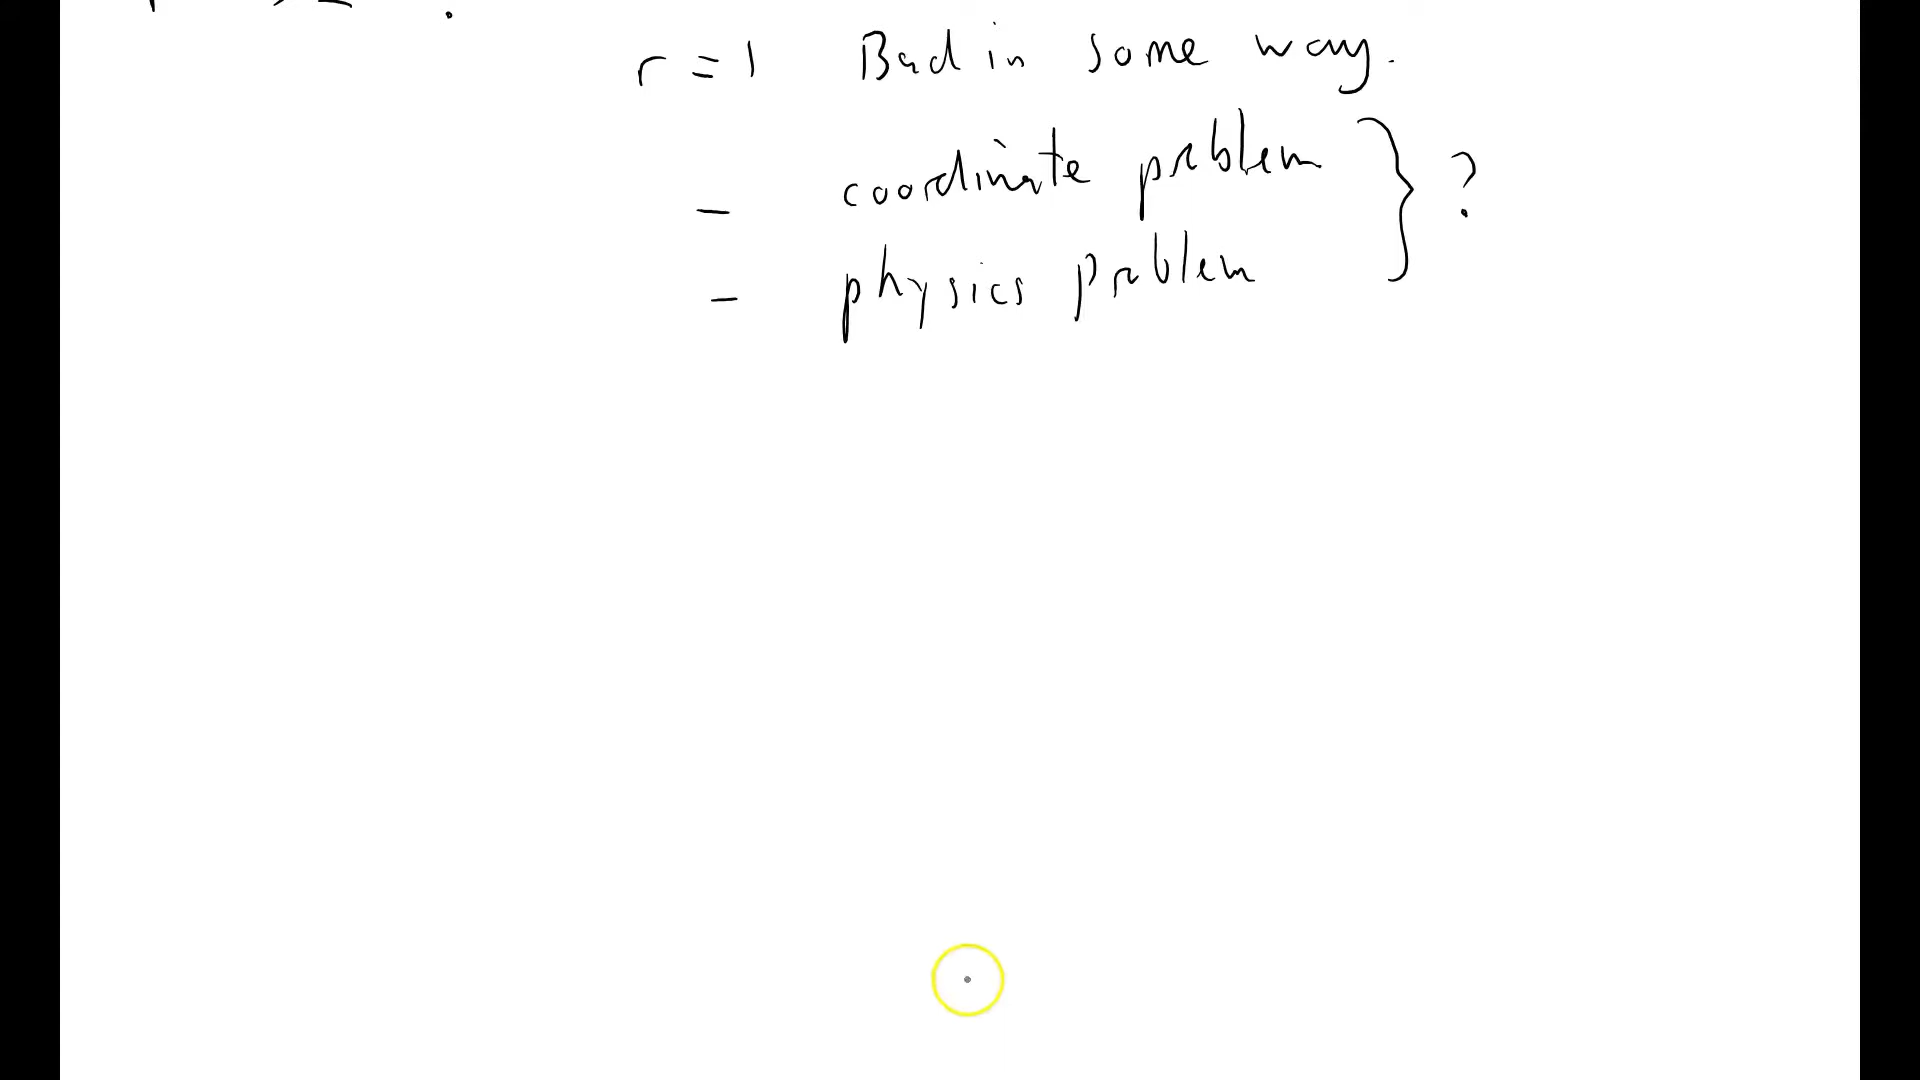 r = 1 Bad in some way.
- coordinate problem
- physics problem } ?